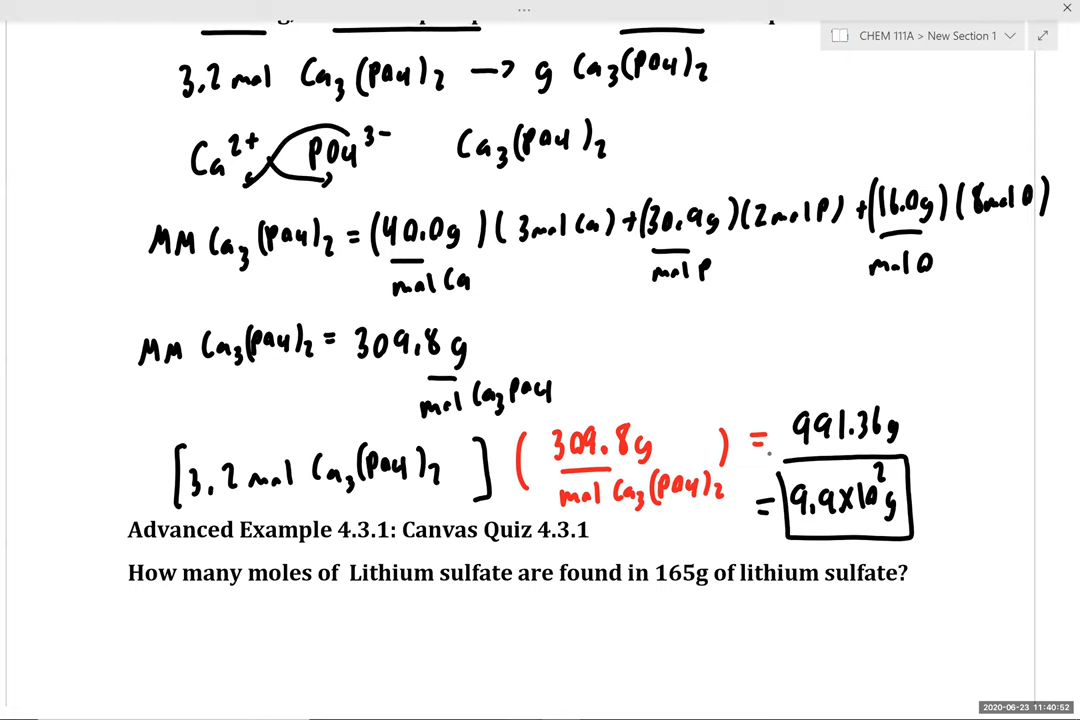 CHEM 111A > New Section 1
3.2 mol Ca3(PO4)2 → g Ca3(PO4)2
Ca2+ PO4 3- Ca3(PO4)2
MM Ca3(PO4)2 = (40.0g)(3 mol Ca) + (30.9g)(2 mol P) + (16.0g)(8 mol O)
mol Ca mol P mol O
MM Ca3(PO4)2 = 309.8 g
mol Ca3PO4
991.36g
[3.2 mol Ca3(PO4)2] (309.8g) =
mol Ca3(PO4)2
= 9.9x10^2 g
Advanced Example 4.3.1: Canvas Quiz 4.3.1
How many moles of Lithium sulfate are found in 165g of lithium sulfate?
2020-06-23 11:40:52